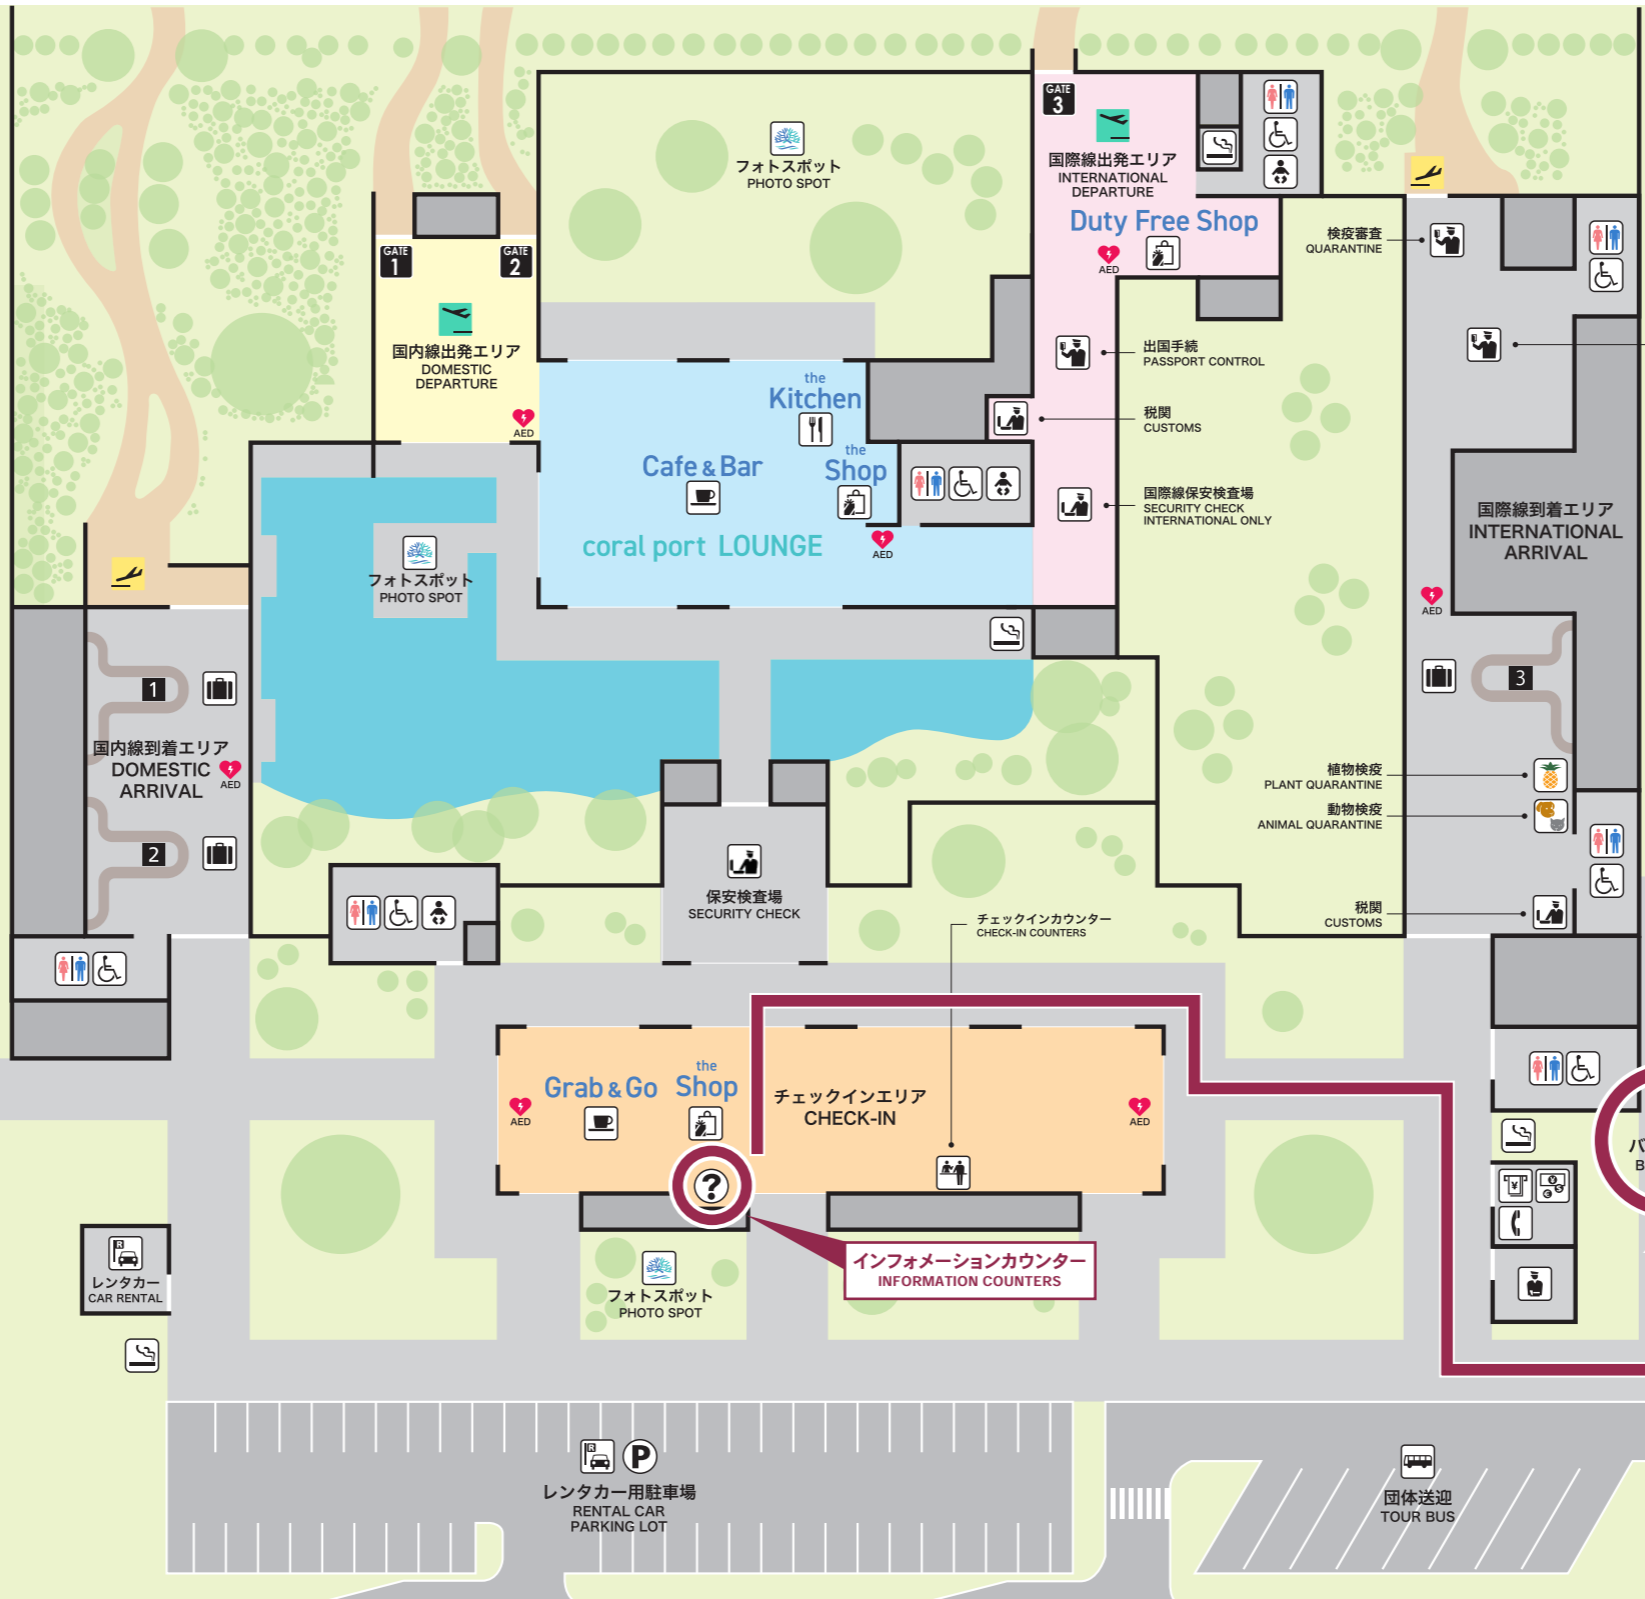 GATE
3
フォトスポット
PHOTO SPOT
国際線出発エリア
INTERNATIONAL
DEPARTURE
Duty Free Shop
AED
検疫審査
QUARANTINE
GATE
1
GATE
2
国内線出発エリア
DOMESTIC
DEPARTURE
AED
出国手続
PASSPORT CONTROL
the
Kitchen
税関
CUSTOMS
Cafe & Bar
the
Shop
国際線保安検査場
SECURITY CHECK
INTERNATIONAL ONLY
国際線到着エリア
INTERNATIONAL
ARRIVAL
coral port LOUNGE
AED
フォトスポット
PHOTO SPOT
AED
1
3
国内線到着エリア
DOMESTIC
ARRIVAL
AED
植物検疫
PLANT QUARANTINE
動物検疫
ANIMAL QUARANTINE
2
保安検査場
SECURITY CHECK
税関
CUSTOMS
チェックインカウンター
CHECK-IN COUNTERS
Grab & Go
the
Shop
チェックインエリア
CHECK-IN
AED
AED
?
バ
B
インフォメーションカウンター
INFORMATION COUNTERS
R
レンタカー
CAR RENTAL
フォトスポット
PHOTO SPOT
R
P
レンタカー用駐車場
RENTAL CAR
PARKING LOT
団体送迎
TOUR BUS